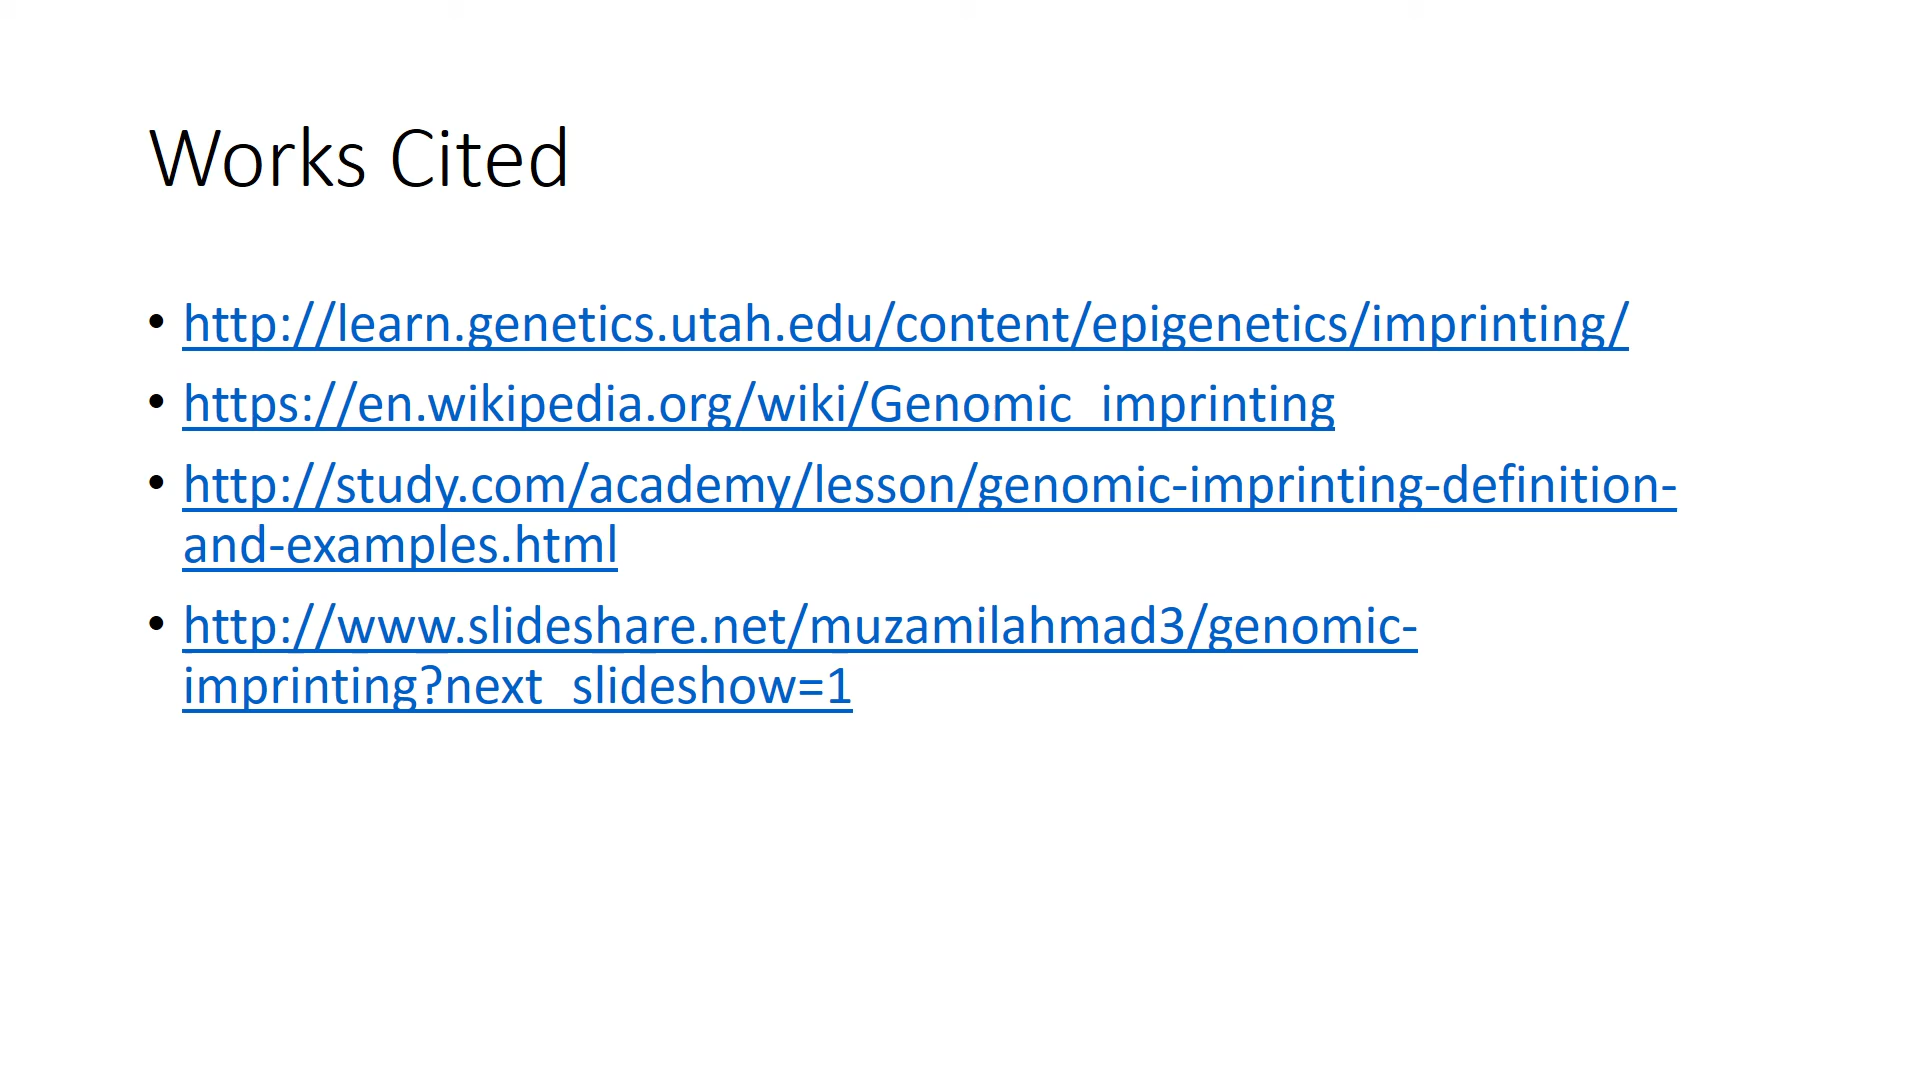 Works Cited
• http://learn.genetics.utah.edu/content/epigenetics/imprinting/
• https://en.wikipedia.org/wiki/Genomic_imprinting
• http://study.com/academy/lesson/genomic-imprinting-definition-
and-examples.html
• http://www.slideshare.net/muzamilahmad3/genomic-
imprinting?next_slideshow=1